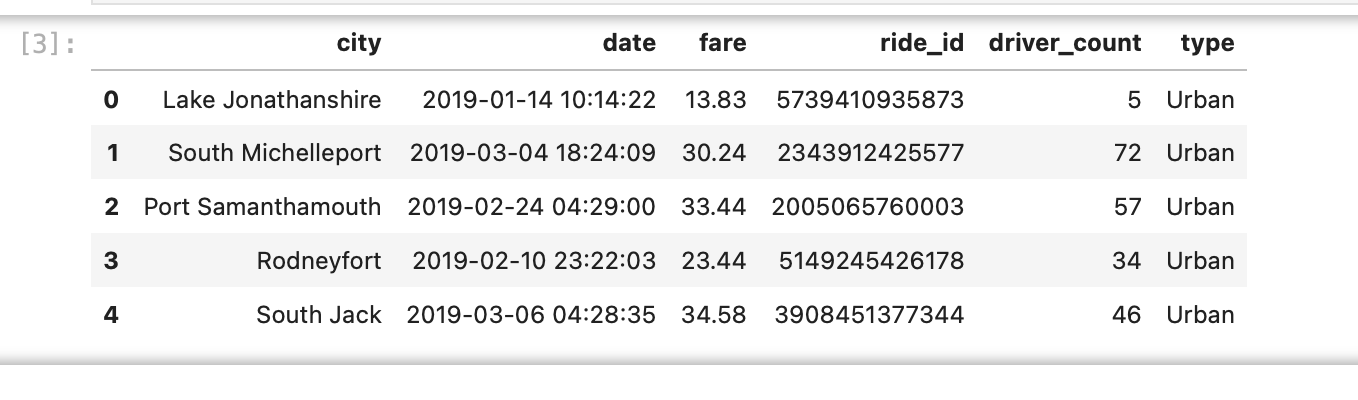 [3]: city date fare ride_id driver_count type
0 Lake Jonathanshire 2019-01-14 10:14:22 13.83 5739410935873 5 Urban
1 South Michelleport 2019-03-04 18:24:09 30.24 2343912425577 72 Urban
2 Port Samanthamouth 2019-02-24 04:29:00 33.44 2005065760003 57 Urban
3 Rodneyfort 2019-02-10 23:22:03 23.44 5149245426178 34 Urban
4 South Jack 2019-03-06 04:28:35 34.58 3908451377344 46 Urban